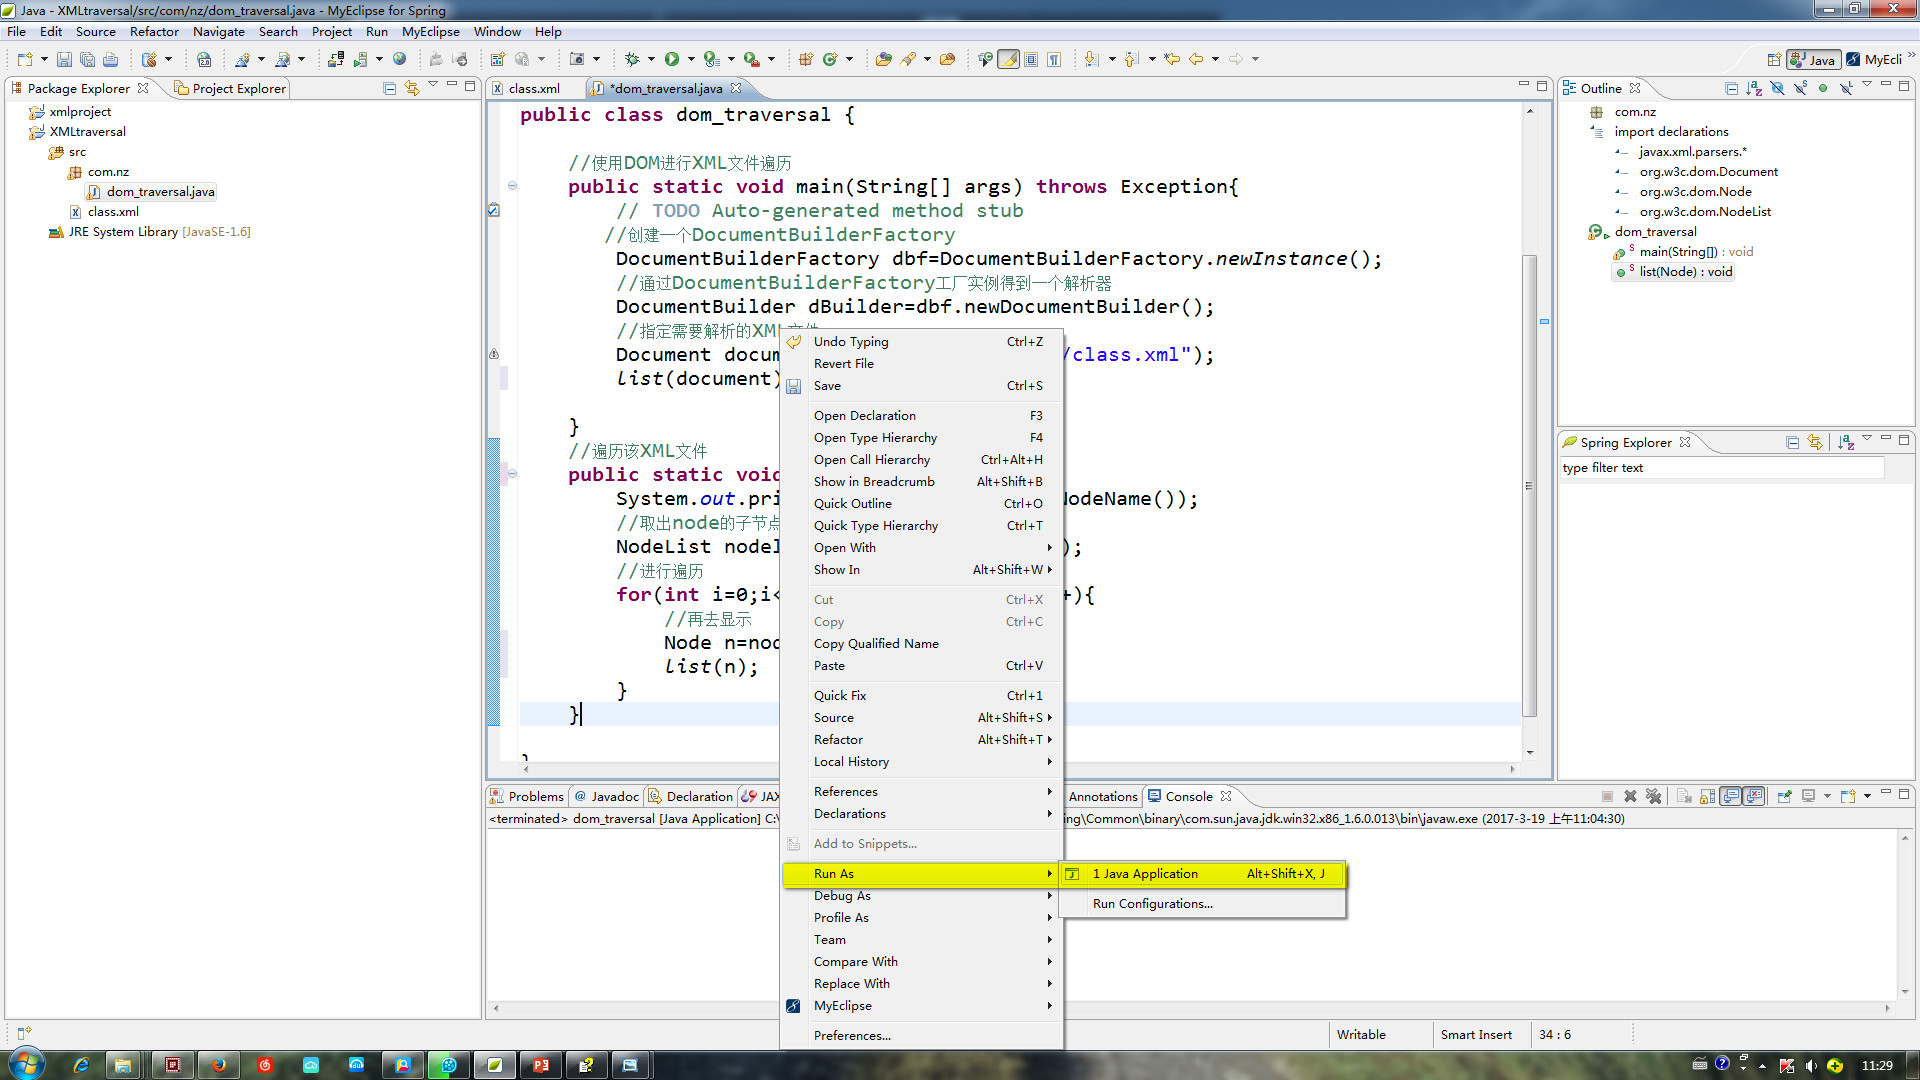 Java - XMLtraversal/src/com/nz/dom_traversal.java - MyEclipse for Spring
File Edit Source Refactor Navigate Search Project Run MyEclipse Window Help
Java
MyEcli
Package Explorer
Project Explorer
xmlproject
XMLtraversal
src
com.nz
dom_traversal.java
class.xml
JRE System Library [JavaSE-1.6]
class.xml
*dom_traversal.java
public class dom_traversal {
//使用DOM进行XML文件遍历
public static void main(String[] args) throws Exception{
// TODO Auto-generated method stub
//创建一个DocumentBuilderFactory
DocumentBuilderFactory dbf=DocumentBuilderFactory.newInstance();
//通过DocumentBuilderFactory工厂实例得到一个解析器
DocumentBuilder dBuilder=dbf.newDocumentBuilder();
//指定需要解析的XML文件
Document docum /class.xml");
list(document)
}
//遍历该XML文件
public static void
System.out.pri NodeName());
//取出node的子节点
NodeList nodel );
//进行遍历
for(int i=0;i< +){
//再去显示
Node n=nod
list(n);
}
}
}
Undo Typing Ctrl+Z
Revert File
Save Ctrl+S
Open Declaration F3
Open Type Hierarchy F4
Open Call Hierarchy Ctrl+Alt+H
Show in Breadcrumb Alt+Shift+B
Quick Outline Ctrl+O
Quick Type Hierarchy Ctrl+T
Open With
Show In Alt+Shift+W
Cut Ctrl+X
Copy Ctrl+C
Copy Qualified Name
Paste Ctrl+V
Quick Fix Ctrl+1
Source Alt+Shift+S
Refactor Alt+Shift+T
Local History
References
Declarations
Add to Snippets...
Run As
Debug As
Profile As
Team
Compare With
Replace With
MyEclipse
Preferences...
1 Java Application Alt+Shift+X, J
Run Configurations...
Outline
com.nz
import declarations
javax.xml.parsers.*
org.w3c.dom.Document
org.w3c.dom.Node
org.w3c.dom.NodeList
dom_traversal
main(String[]) : void
list(Node) : void
Spring Explorer
type filter text
Problems
Javadoc
Declaration
JAX
Annotations
Console
<terminated> dom_traversal [Java Application] C:\ ing\Common\binary\com.sun.java.jdk.win32.x86_1.6.0.013\bin\javaw.exe (2017-3-19 上午11:04:30)
Writable
Smart Insert
34 : 6
11:29